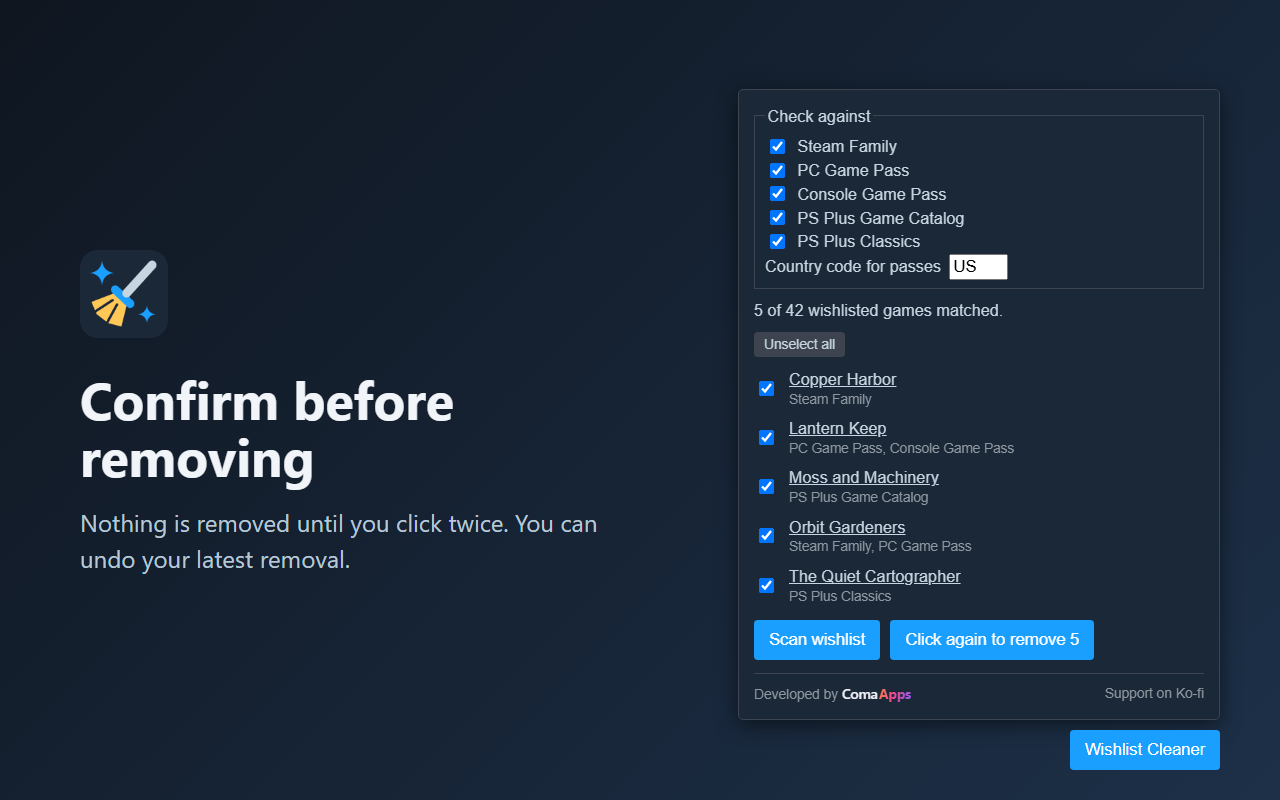 Confirm before
removing
Nothing is removed until you click twice. You can
undo your latest removal.
Check against
Steam Family
PC Game Pass
Console Game Pass
PS Plus Game Catalog
PS Plus Classics
Country code for passes US
5 of 42 wishlisted games matched.
Unselect all
Copper Harbor
Steam Family
Lantern Keep
PC Game Pass, Console Game Pass
Moss and Machinery
PS Plus Game Catalog
Orbit Gardeners
Steam Family, PC Game Pass
The Quiet Cartographer
PS Plus Classics
Scan wishlist Click again to remove 5
Developed by ComaApps Support on Ko-fi
Wishlist Cleaner